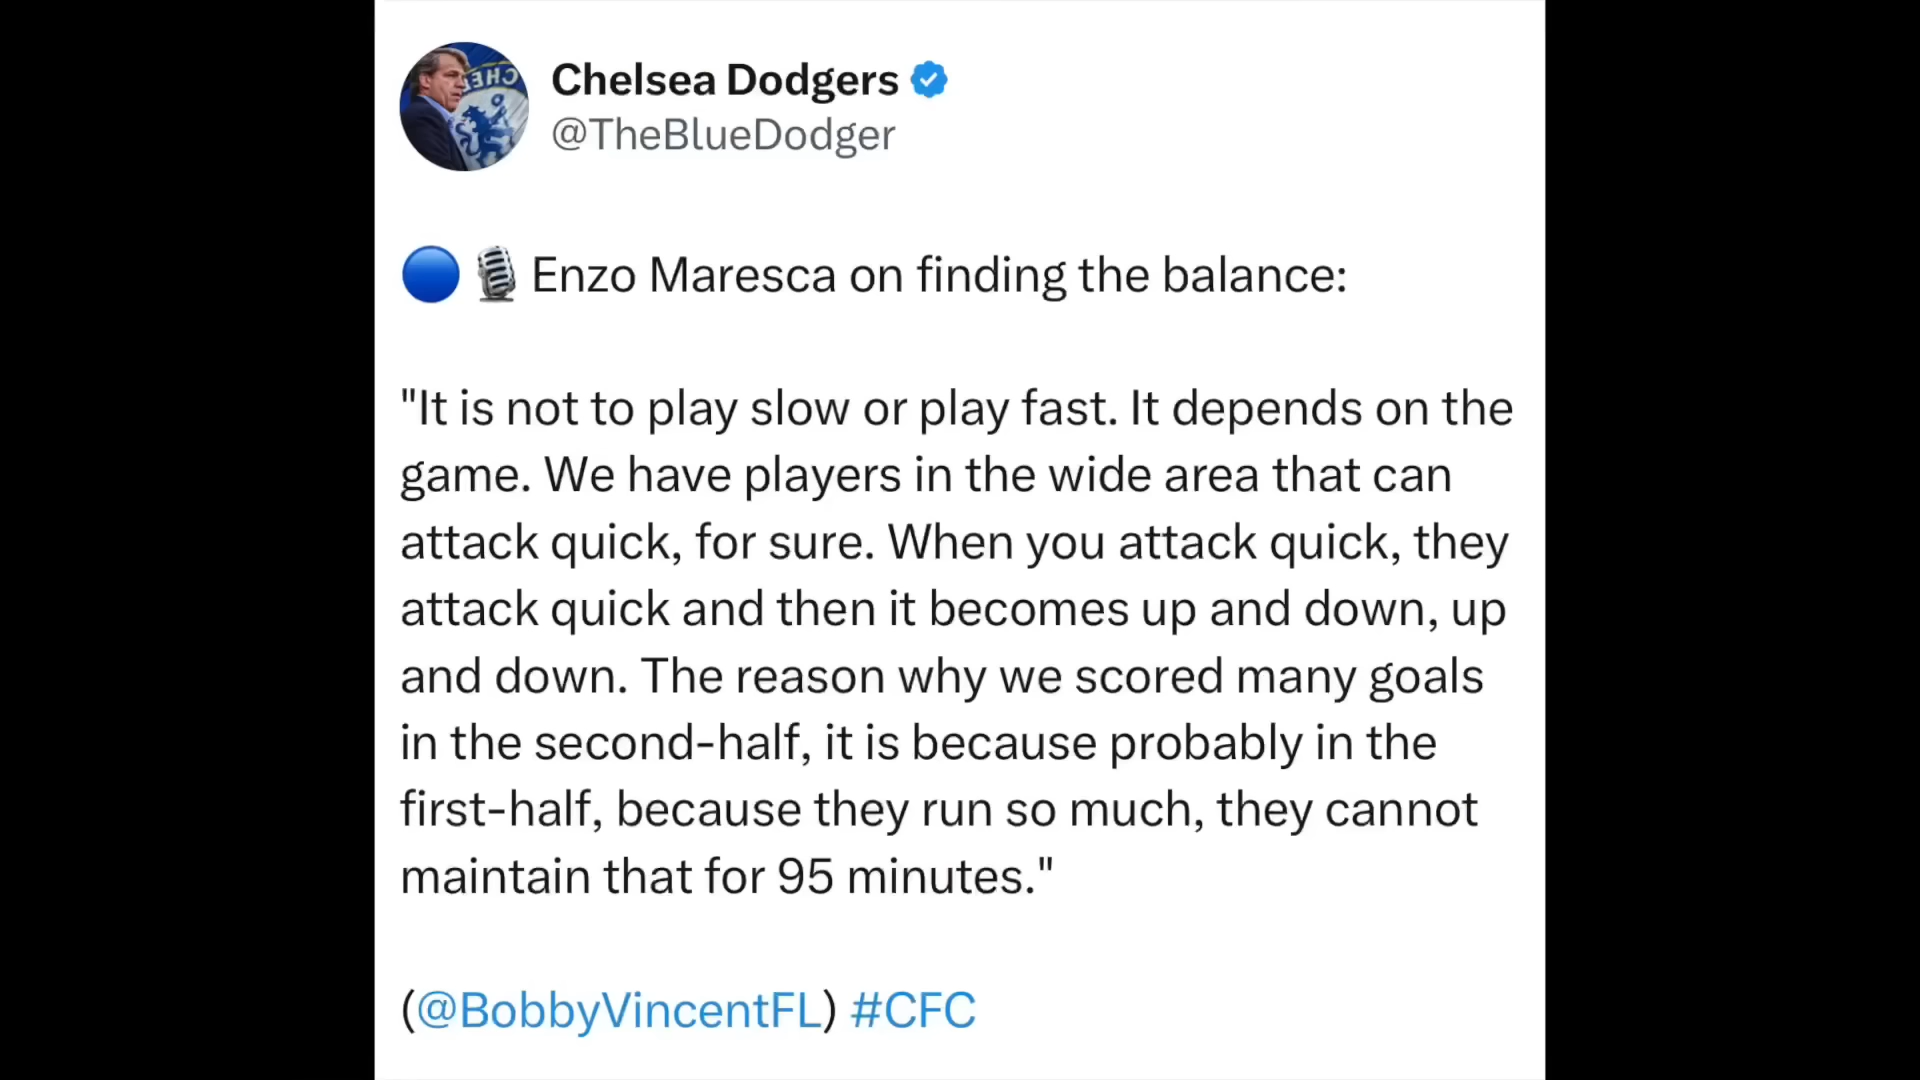 Chelsea Dodgers
@TheBlueDodger
🔵🎙️ Enzo Maresca on finding the balance:
"It is not to play slow or play fast. It depends on the
game. We have players in the wide area that can
attack quick, for sure. When you attack quick, they
attack quick and then it becomes up and down, up
and down. The reason why we scored many goals
in the second-half, it is because probably in the
first-half, because they run so much, they cannot
maintain that for 95 minutes."
(@BobbyVincentFL) #CFC